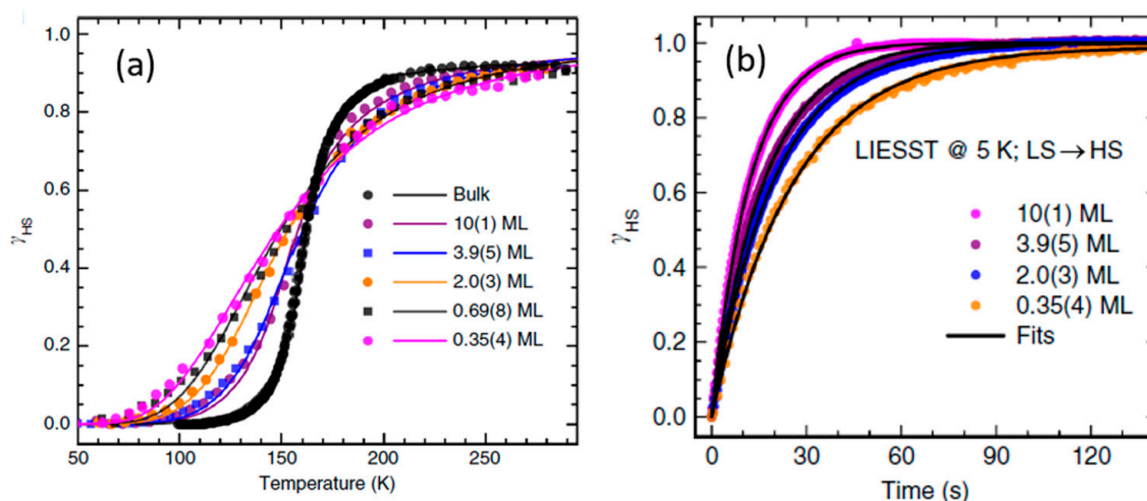 (a)
1.0
0.8
0.6
0.4
0.2
0.0
γHS
Bulk
10(1) ML
3.9(5) ML
2.0(3) ML
0.69(8) ML
0.35(4) ML
50 100 150 200 250
Temperature (K)
(b)
1.0
0.8
0.6
0.4
0.2
0.0
γHS
LIESST @ 5 K; LS → HS
10(1) ML
3.9(5) ML
2.0(3) ML
0.35(4) ML
Fits
0 30 60 90 120
Time (s)